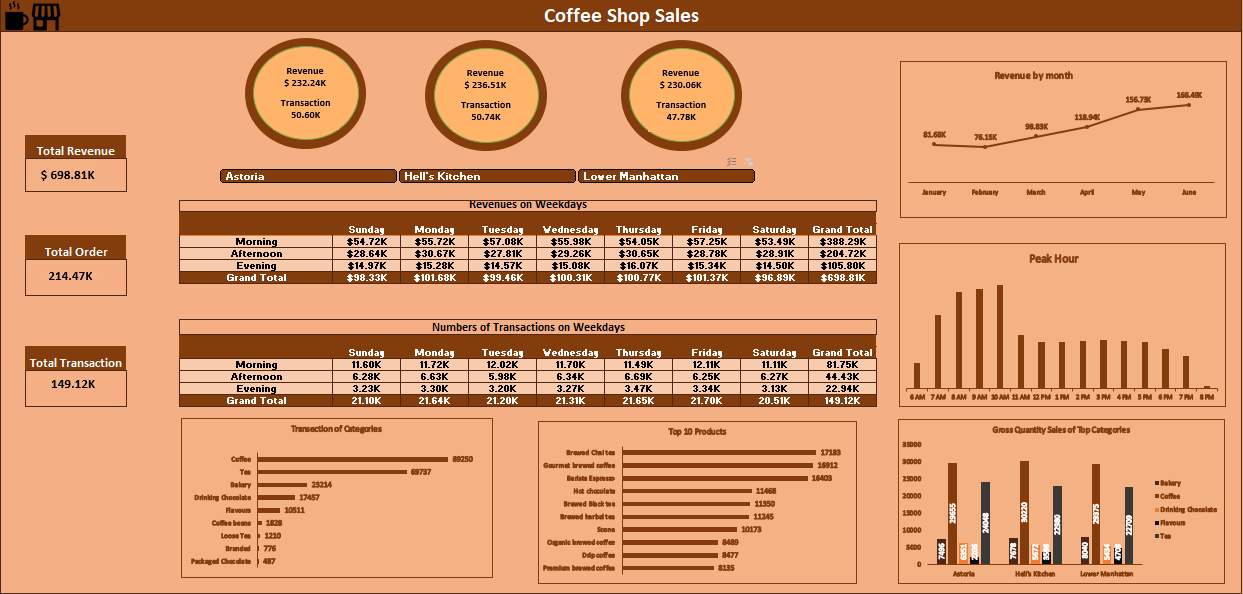 Coffee Shop Sales
Revenue
$ 232.24K
Transaction
50.60K
Revenue
$ 236.51K
Transaction
50.74K
Revenue
$ 230.06K
Transaction
47.78K
Astoria
Hell's Kitchen
Lower Manhattan
Total Revenue
$ 698.81K
Total Order
214.47K
Total Transaction
149.12K
Revenues on Weekdays
Sunday Monday Tuesday Wednesday Thursday Friday Saturday Grand Total
Morning $54.72K $55.72K $57.08K $55.98K $54.05K $57.25K $53.49K $388.29K
Afternoon $28.64K $30.67K $27.81K $29.26K $30.65K $28.78K $28.91K $204.72K
Evening $14.97K $15.28K $14.57K $15.08K $16.07K $15.34K $14.50K $105.80K
Grand Total $98.33K $101.68K $99.46K $100.31K $100.77K $101.37K $96.89K $698.81K
Numbers of Transactions on Weekdays
Sunday Monday Tuesday Wednesday Thursday Friday Saturday Grand Total
Morning 11.60K 11.72K 12.02K 11.70K 11.49K 12.11K 11.11K 81.75K
Afternoon 6.28K 6.63K 5.98K 6.34K 6.69K 6.25K 6.27K 44.43K
Evening 3.23K 3.30K 3.20K 3.27K 3.47K 3.34K 3.13K 22.94K
Grand Total 21.10K 21.64K 21.20K 21.31K 21.65K 21.70K 20.51K 149.12K
Revenue by month
81.68K 76.15K 98.83K 118.94K 156.73K 166.49K
January February March April May June
Peak Hour
6 AM 7 AM 8 AM 9 AM 10 AM 11 AM 12 PM 1 PM 2 PM 3 PM 4 PM 5 PM 6 PM 7 PM 8 PM
Transection of Categories
Coffee 89250
Tea 69737
Bakery 23214
Drinking Chocolate 17457
Flavours 10511
Coffee beans 1828
Loose Tea 1210
Branded 776
Packaged Chocolate 487
Top 10 Products
Brewed Chai tea 17183
Gourmet brewed coffee 16912
Barista Espresso 16403
Hot chocolate 11468
Brewed Black tea 11350
Brewed herbal tea 11245
Scone 10173
Organic brewed coffee 8489
Drip coffee 8477
Premium brewed coffee 8135
Gross Quantity Sales of Top Categories
35000
30000
25000
20000
15000
10000
5000
0
7496 29655 6351 24048
7678 30220 5672 22980
8040 29375 5434 4709 22709
Astoria Hell's Kitchen Lower Manhattan
Bakery
Coffee
Drinking Chocolate
Flavours
Tea